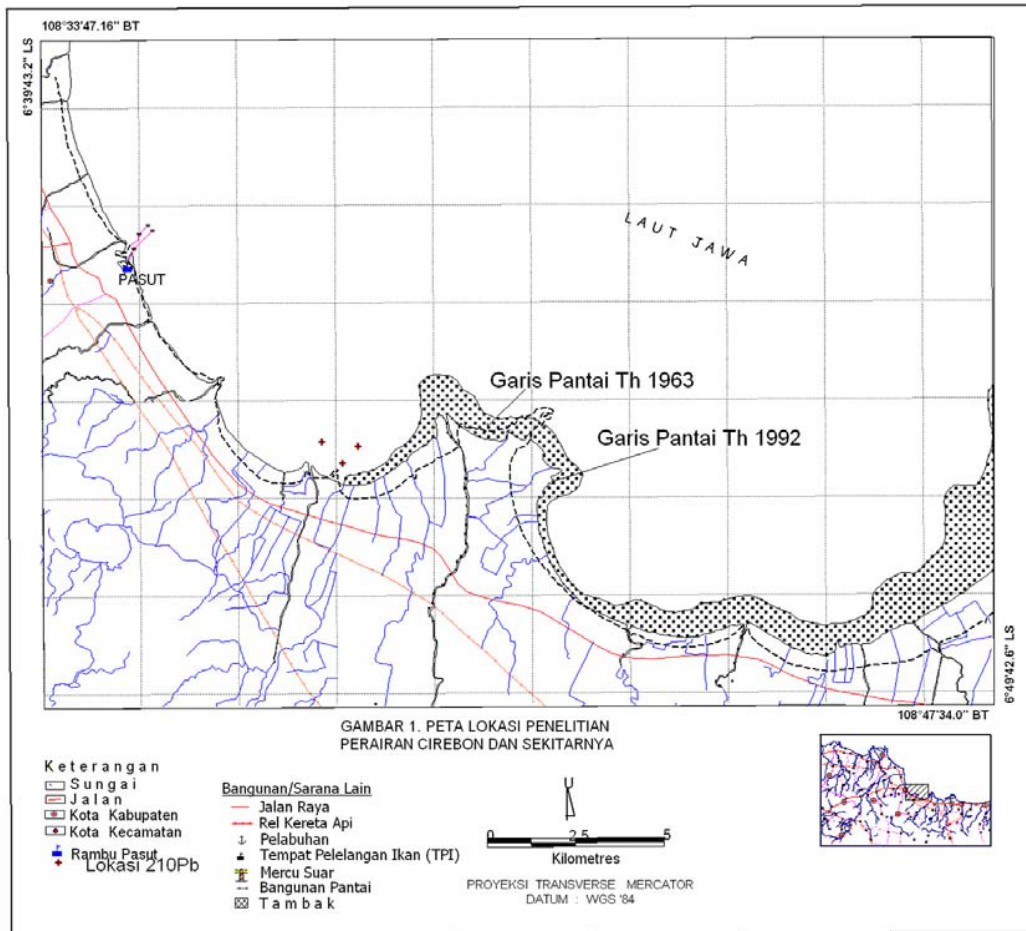 108°33'47.16" BT
6°39'43.2" LS
LAUT JAWA
PASUT
Garis Pantai Th 1963
Garis Pantai Th 1992
6°49'42.6" LS
108°47'34.0" BT
GAMBAR 1. PETA LOKASI PENELITIAN
PERAIRAN CIREBON DAN SEKITARNYA
Keterangan
Sungai
Jalan
Kota Kabupaten
Kota Kecamatan
Rambu Pasut
Lokasi 210Pb
Bangunan/Sarana Lain
Jalan Raya
Rel Kereta Api
Pelabuhan
Tempat Pelelangan Ikan (TPI)
Mercu Suar
Bangunan Pantai
Tambak
U
0 2.5 5
Kilometres
PROYEKSI TRANSVERSE MERCATOR
DATUM : WGS '84